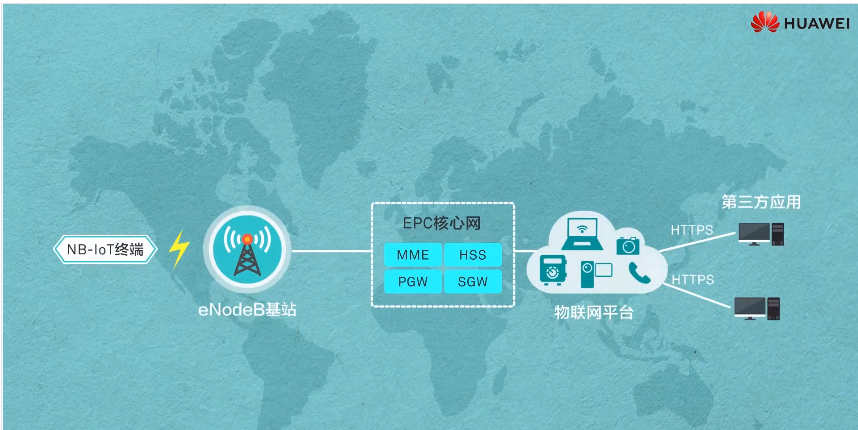 HUAWEI
第三方应用
EPC核心网
HTTPS
NB-IoT终端
MME
HSS
PGW
SGW
HTTPS
eNodeB基站
物联网平台